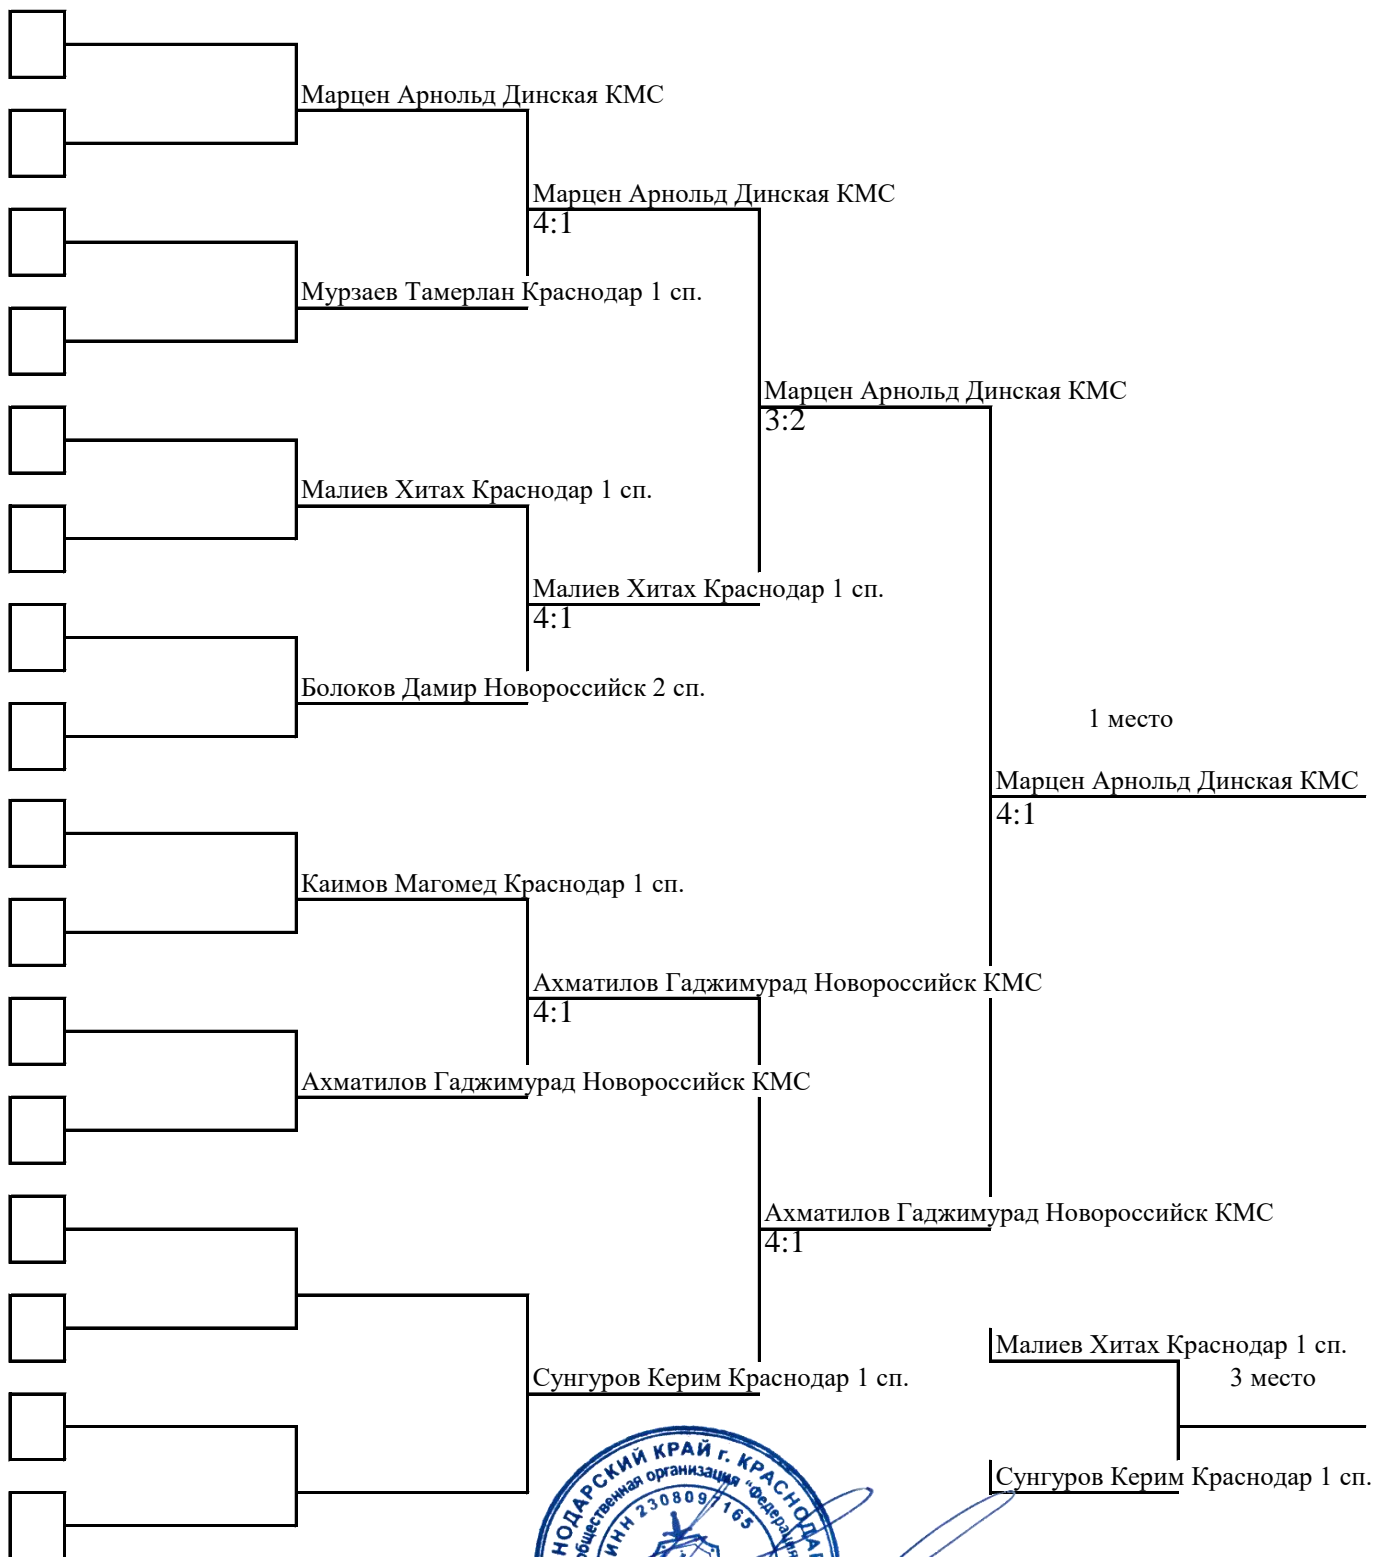 Марцен Арнольд Динская КМС
Марцен Арнольд Динская КМС
4:1
Мурзаев Тамерлан Краснодар 1 сп.
Марцен Арнольд Динская КМС
3:2
Малиев Хитах Краснодар 1 сп.
Малиев Хитах Краснодар 1 сп.
4:1
Болоков Дамир Новороссийск 2 сп.
1 место
Марцен Арнольд Динская КМС
4:1
Каимов Магомед Краснодар 1 сп.
Ахматилов Гаджимурад Новороссийск КМС
4:1
Ахматилов Гаджимурад Новороссийск КМС
Ахматилов Гаджимурад Новороссийск КМС
4:1
Малиев Хитах Краснодар 1 сп.
Сунгуров Керим Краснодар 1 сп.
3 место
Сунгуров Керим Краснодар 1 сп.
КРАЙ г.
общественная организация "Федерация
ИНН 2308097165